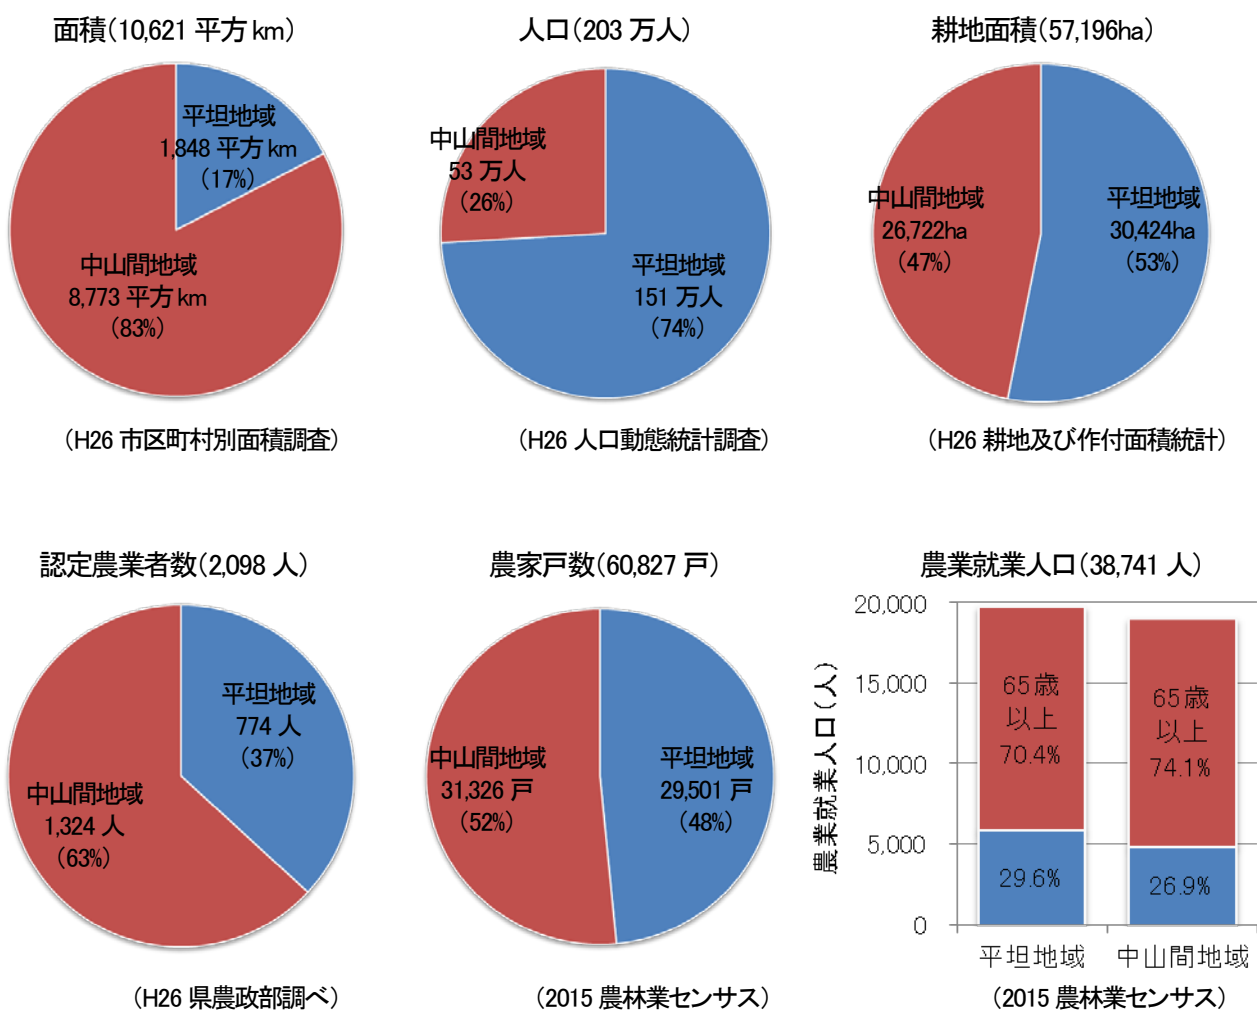 面積(10,621 平方 km)
平坦地域
1,848 平方 km
(17%)
中山間地域
8,773 平方 km
(83%)
(H26 市区町村別面積調査)
人口(203 万人)
中山間地域
53 万人
(26%)
平坦地域
151 万人
(74%)
(H26 人口動態統計調査)
耕地面積(57,196ha)
中山間地域
26,722ha
(47%)
平坦地域
30,424ha
(53%)
(H26 耕地及び作付面積統計)
認定農業者数(2,098 人)
平坦地域
774 人
(37%)
中山間地域
1,324 人
(63%)
(H26 県農政部調べ)
農家戸数(60,827 戸)
中山間地域
31,326 戸
(52%)
平坦地域
29,501 戸
(48%)
(2015 農林業センサス)
農業就業人口(38,741 人)
農業就業人口(人)
20,000
15,000
10,000
5,000
0
65歳
以上
70.4%
29.6%
65歳
以上
74.1%
26.9%
平坦地域
中山間地域
(2015 農林業センサス)